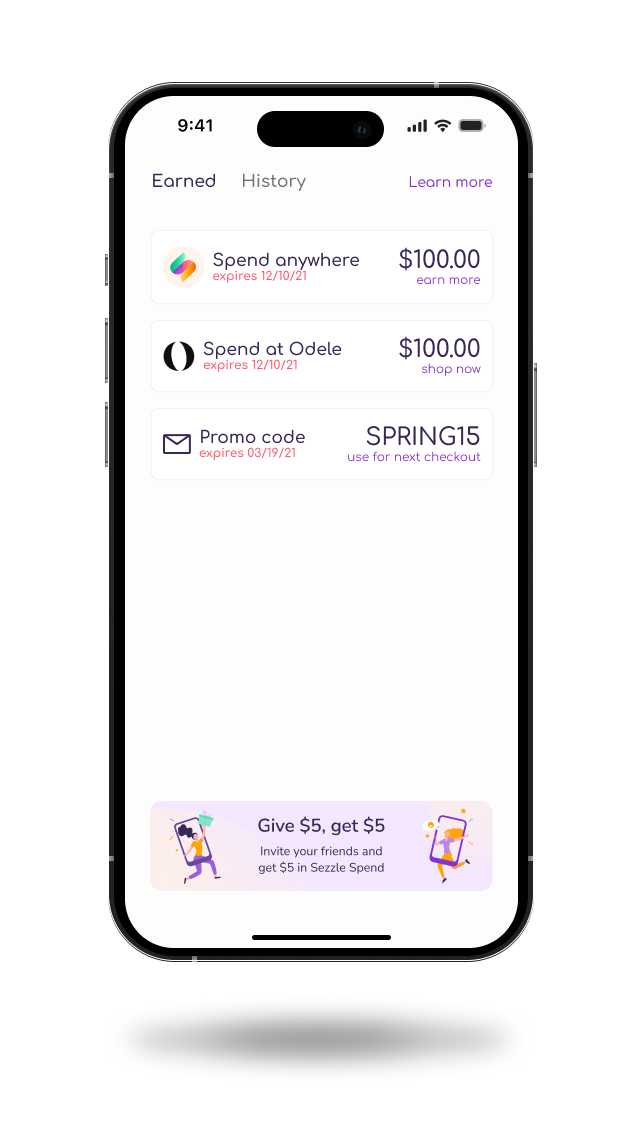 9:41
Earned History Learn more
Spend anywhere $100.00
expires 12/10/21 earn more
Spend at Odele $100.00
expires 12/10/21 shop now
Promo code SPRING15
expires 03/19/21 use for next checkout
Give $5, get $5
Invite your friends and
get $5 in Sezzle Spend